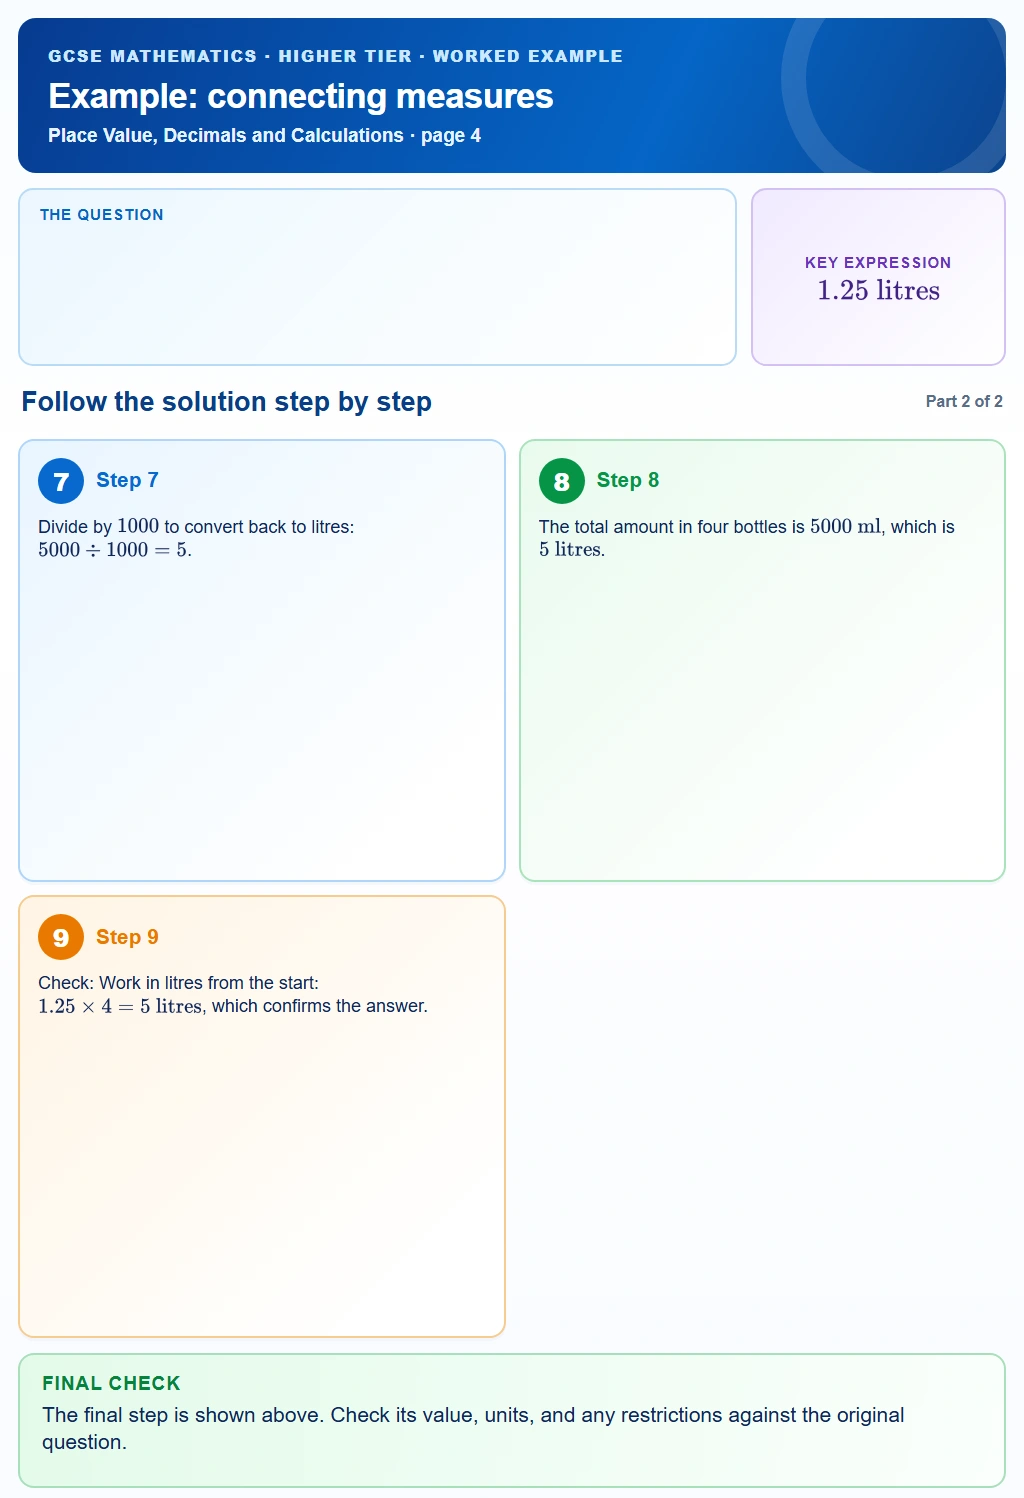 GCSE MATHEMATICS · HIGHER TIER · WORKED EXAMPLE
Example: connecting measures
Place Value, Decimals and Calculations · page 4
THE QUESTION
KEY EXPRESSION
1.25 litres
Follow the solution step by step
Part 2 of 2
7 Step 7
Divide by 1000 to convert back to litres:
5000 ÷ 1000 = 5.
8 Step 8
The total amount in four bottles is 5000 ml, which is
5 litres.
9 Step 9
Check: Work in litres from the start:
1.25 × 4 = 5 litres, which confirms the answer.
FINAL CHECK
The final step is shown above. Check its value, units, and any restrictions against the original
question.